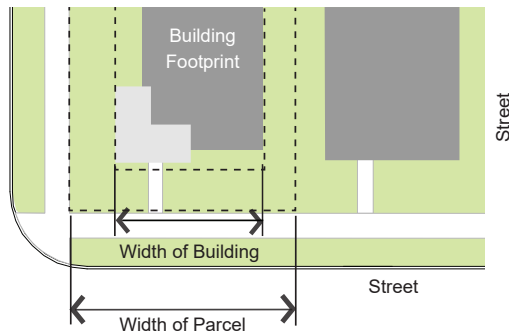 Building
Footprint
Street
Width of Building
Street
Width of Parcel